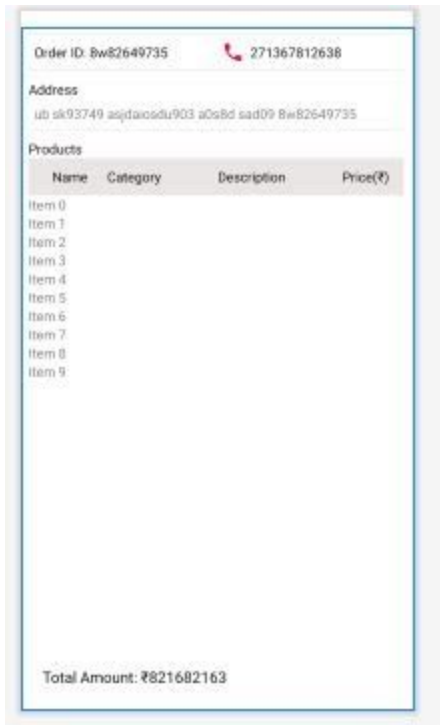 Order ID: 8w82649735 271367812638
Address
ub sk93749 asjdaiosdu903 a0s8d sad09 8w82649735
Products
Name Category Description Price(₹)
Item 0
Item 1
Item 2
Item 3
Item 4
Item 5
Item 6
Item 7
Item 8
Item 9
Total Amount: ₹821682163